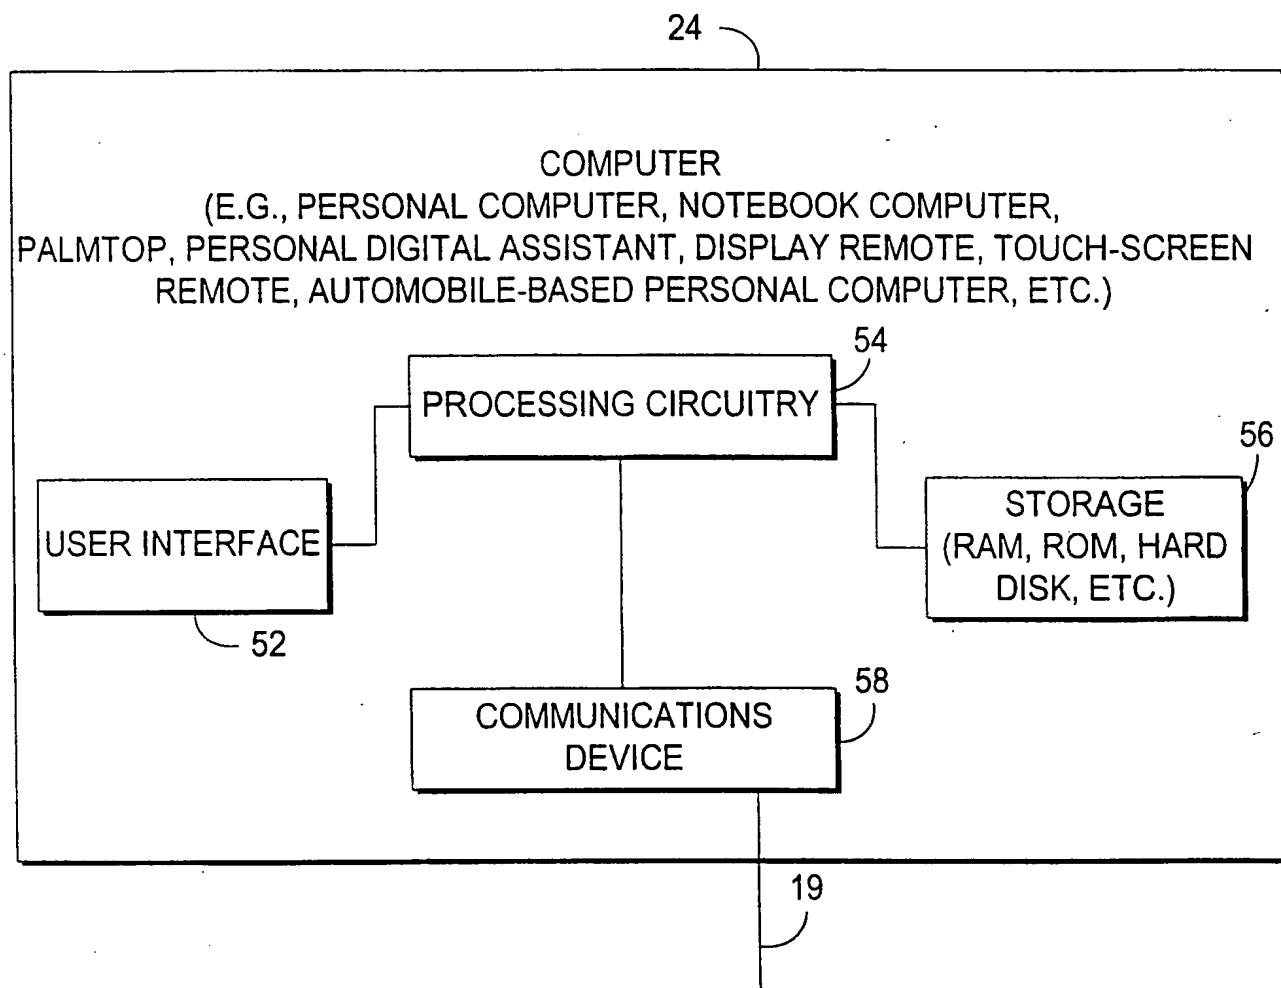 24
COMPUTER
(E.G., PERSONAL COMPUTER, NOTEBOOK COMPUTER,
PALMTOP, PERSONAL DIGITAL ASSISTANT, DISPLAY REMOTE, TOUCH-SCREEN
REMOTE, AUTOMOBILE-BASED PERSONAL COMPUTER, ETC.)
54
PROCESSING CIRCUITRY
56
USER INTERFACE
STORAGE
(RAM, ROM, HARD
DISK, ETC.)
52
58
COMMUNICATIONS
DEVICE
19